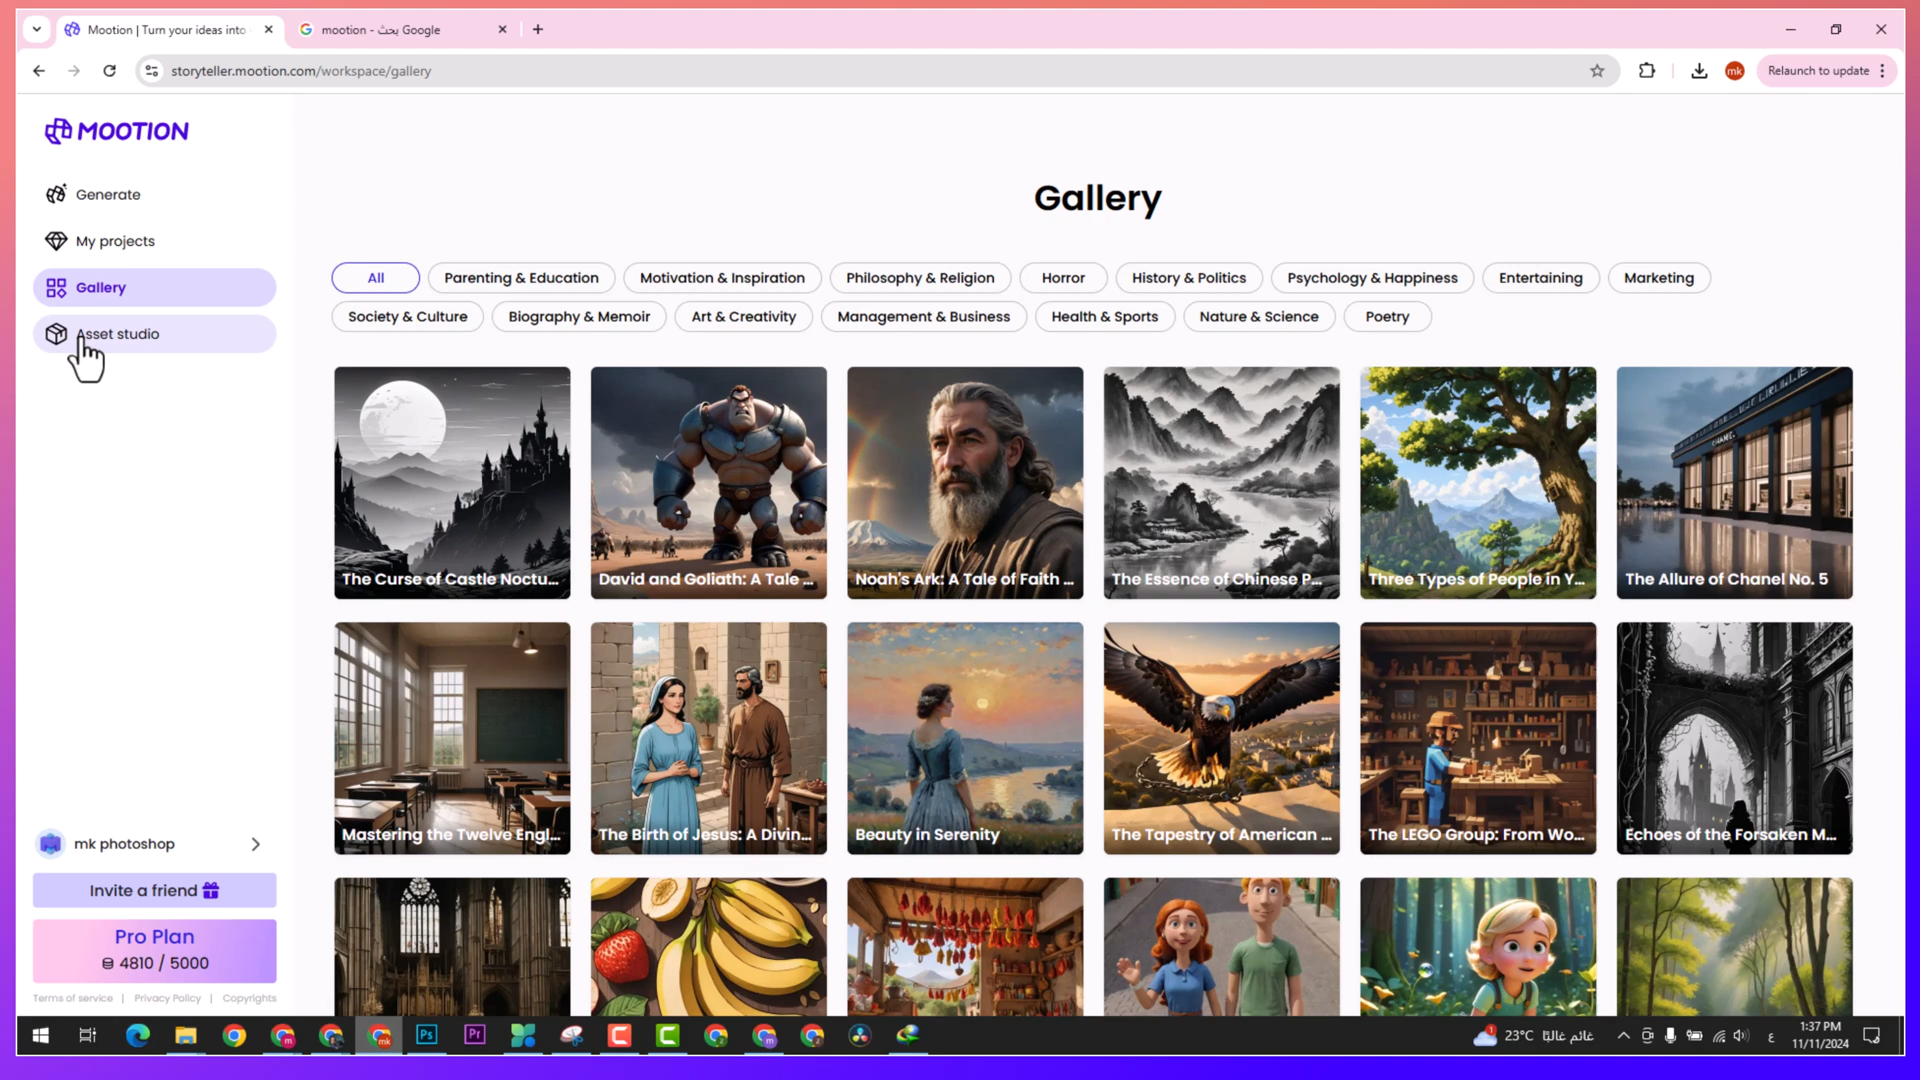 Mootion | Turn your ideas into
mootion - بحث Google
storyteller.mootion.com/workspace/gallery
mk
Relaunch to update
MOOTION
Generate
My projects
Gallery
Asset studio
mk photoshop
Invite a friend
Pro Plan
4810 / 5000
Terms of service | Privacy Policy | Copyrights
Gallery
All
Parenting & Education
Motivation & Inspiration
Philosophy & Religion
Horror
History & Politics
Psychology & Happiness
Entertaining
Marketing
Society & Culture
Biography & Memoir
Art & Creativity
Management & Business
Health & Sports
Nature & Science
Poetry
CHANEL
The Curse of Castle Noctu...
David and Goliath: A Tale ...
Noah's Ark: A Tale of Faith ...
The Essence of Chinese P...
Three Types of People in Y...
The Allure of Chanel No. 5
Mastering the Twelve Engl...
The Birth of Jesus: A Divin...
Beauty in Serenity
The Tapestry of American ...
The LEGO Group: From Wo...
Echoes of the Forsaken M...
Ps
Pr
23°C غائم غالبًا
ع
1:37 PM
11/11/2024